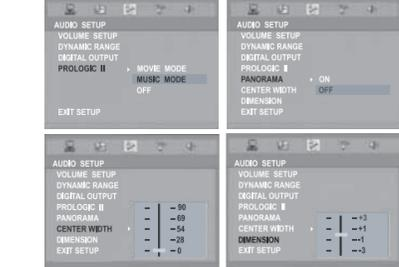 AUDIO SETUP
VOLUME SETUP
DYNAMIC RANGE
DIGITAL OUTPUT
PROLOGIC II MOVIE MODE
MUSIC MODE
OFF
EXIT SETUP
AUDIO SETUP
VOLUME SETUP
DYNAMIC RANGE
DIGITAL OUTPUT
PROLOGIC II
PANORAMA ON
CENTER WIDTH OFF
DIMENSION
EXIT SETUP
AUDIO SETUP
VOLUME SETUP
DYNAMIC RANGE
DIGITAL OUTPUT
PROLOGIC II
PANORAMA
CENTER WIDTH
DIMENSION
EXIT SETUP
– – 90
– – 69
– – 54
– – 28
– – 0
AUDIO SETUP
VOLUME SETUP
DYNAMIC RANGE
DIGITAL OUTPUT
PROLOGIC II
PANORAMA
CENTER WIDTH
DIMENSION
EXIT SETUP
– – +3
– – +1
– – -1
– – -3